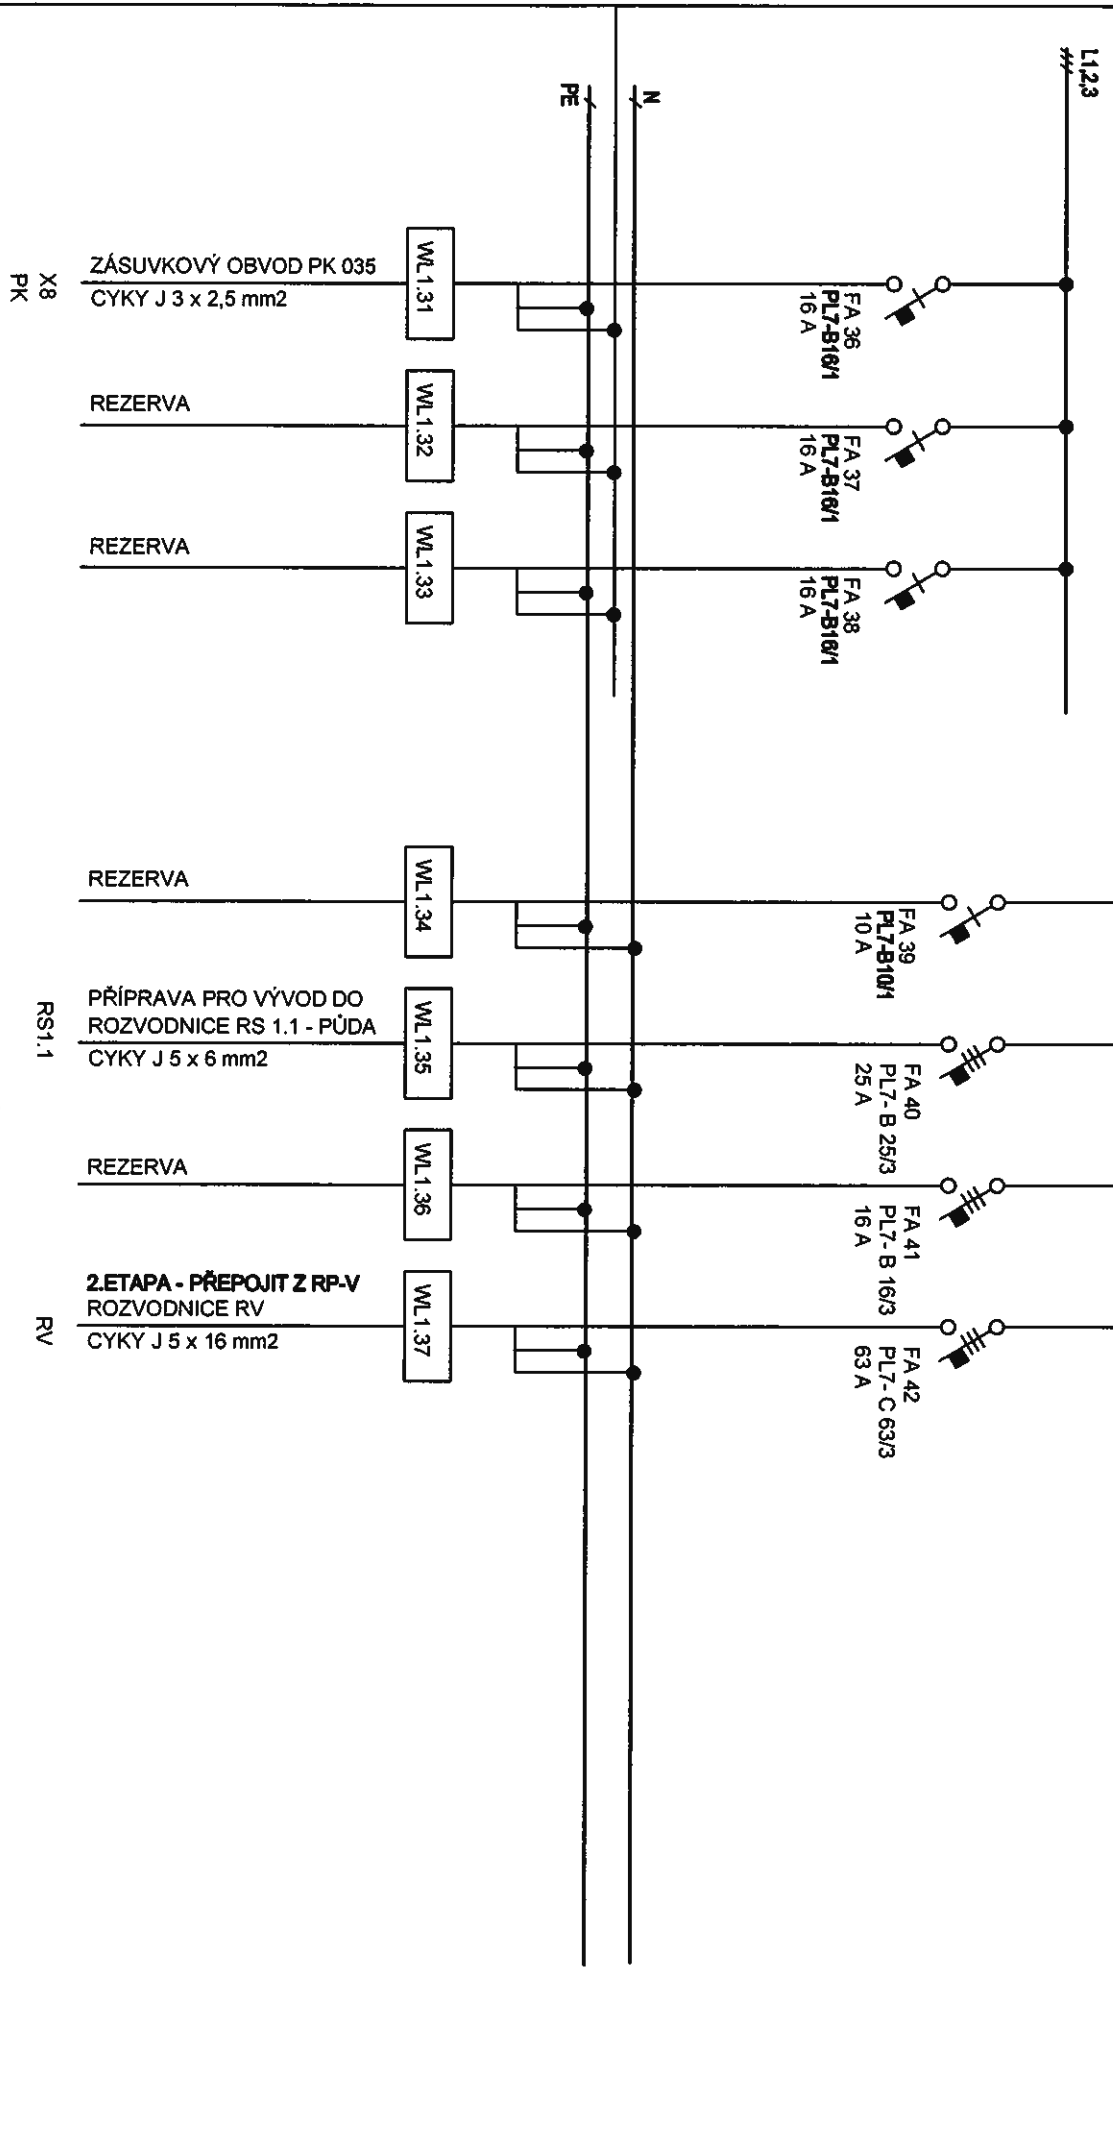 L1,2,3
N
PE
FA 36
PL7-B16/1
16 A
WL1.31
ZÁSUVKOVÝ OBVOD PK 035
CYKY J 3 x 2,5 mm2
X8
PK
FA 37
PL7-B16/1
16 A
WL1.32
REZERVA
FA 38
PL7-B16/1
16 A
WL1.33
REZERVA
FA 39
PL7-B10/1
10 A
WL1.34
REZERVA
FA 40
PL7- B 25/3
25 A
WL1.35
PŘÍPRAVA PRO VÝVOD DO
ROZVODNICE RS 1.1 - PŮDA
CYKY J 5 x 6 mm2
RS1.1
FA 41
PL7- B 16/3
16 A
WL1.36
REZERVA
FA 42
PL7- C 63/3
63 A
WL1.37
2.ETAPA - PŘEPOJIT Z RP-V
ROZVODNICE RV
CYKY J 5 x 16 mm2
RV